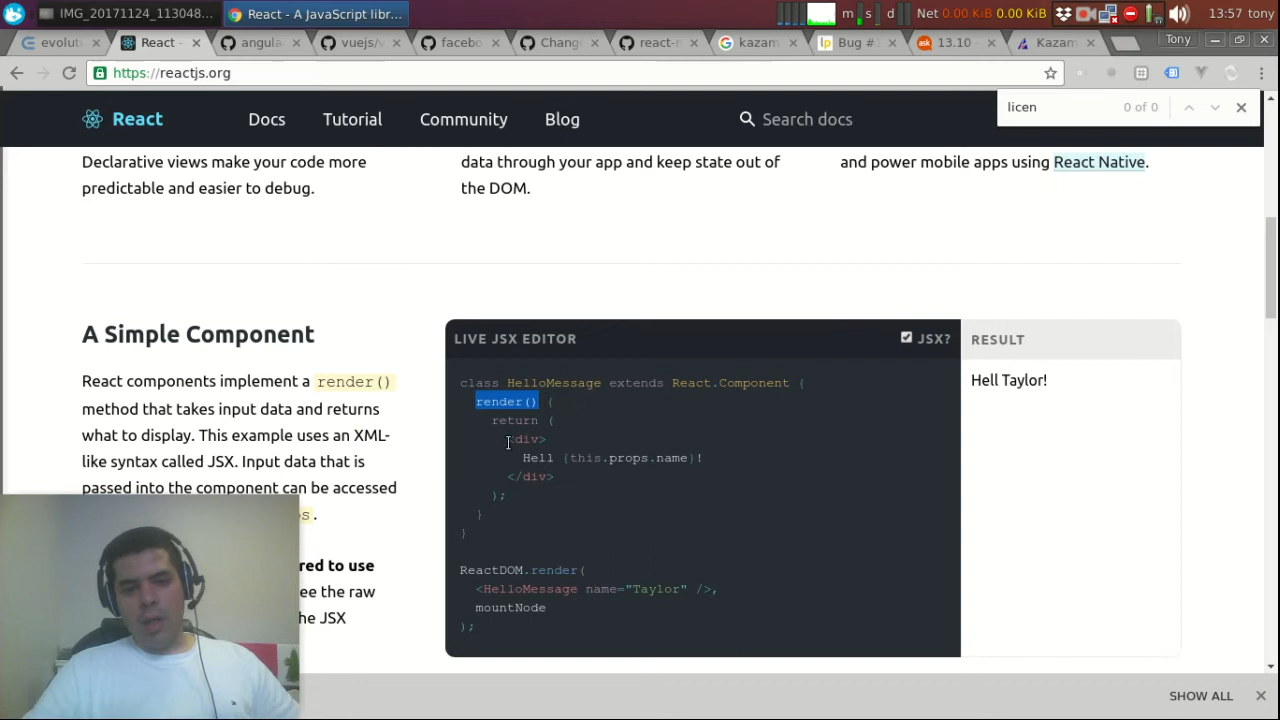 IMG_20171124_113048...
React - A JavaScript libr...
m
s
d
Net 0.00 KiB 0.00 KiB
13:57 tony
evolut
React -
angula
vuejs/v
facebo
Chang
react-n
kazam
Bug #
13.10 -
Kazam
Tony
https://reactjs.org
licen
0 of 0
React
Docs
Tutorial
Community
Blog
Search docs
Declarative views make your code more
predictable and easier to debug.
data through your app and keep state out of
the DOM.
and power mobile apps using React Native.
A Simple Component
React components implement a render()
method that takes input data and returns
what to display. This example uses an XML-
like syntax called JSX. Input data that is
passed into the component can be accessed
s.
red to use
ee the raw
he JSX
LIVE JSX EDITOR
JSX?
class HelloMessage extends React.Component {
render() {
return (
<div>
Hell {this.props.name}!
</div>
);
}
}
ReactDOM.render(
<HelloMessage name="Taylor" />,
mountNode
);
RESULT
Hell Taylor!
SHOW ALL